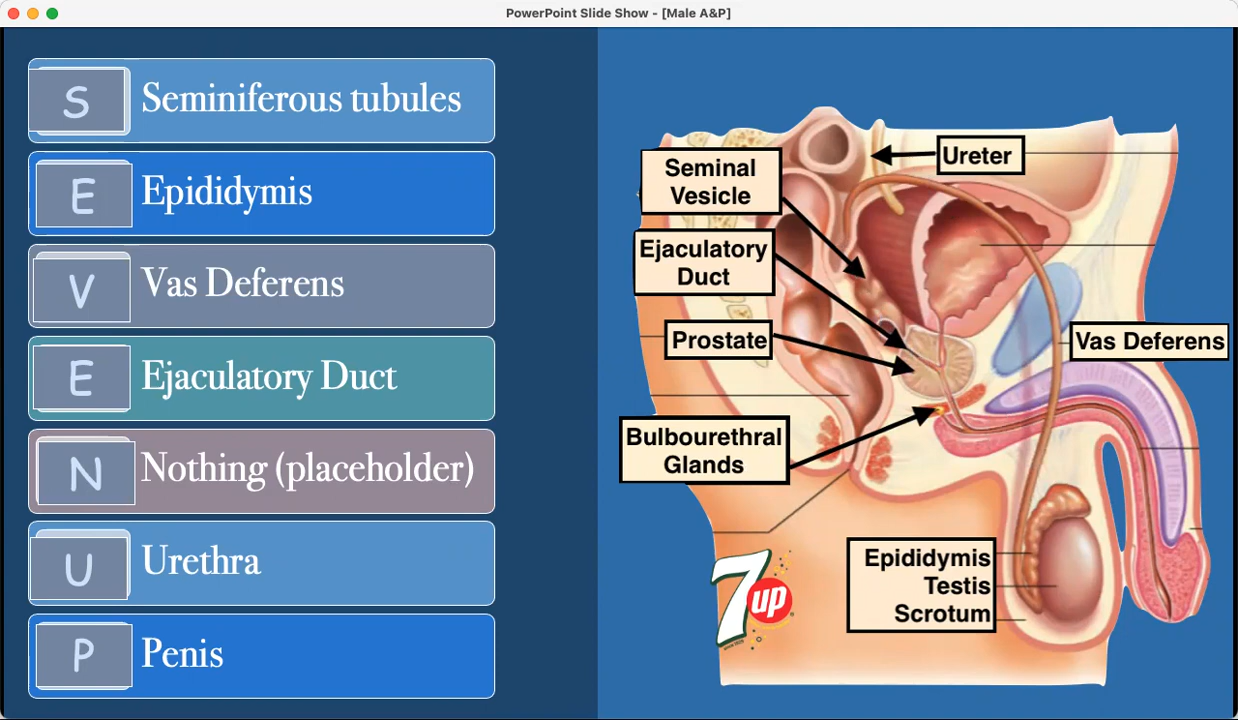 PowerPoint Slide Show - [Male A&P]
S
Seminiferous tubules
E
Epididymis
V
Vas Deferens
E
Ejaculatory Duct
N
Nothing (placeholder)
U
Urethra
P
Penis
Seminal
Vesicle
Ureter
Ejaculatory
Duct
Prostate
Vas Deferens
Bulbourethral
Glands
Epididymis
Testis
Scrotum
7up